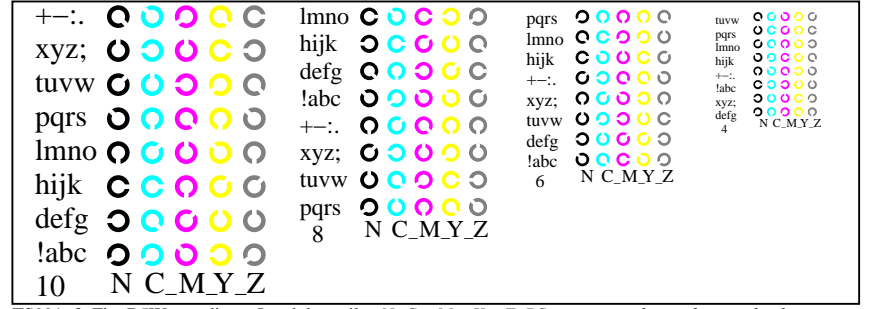 +−:.
xyz;
tuvw
pqrs
lmno
hijk
defg
!abc
10 N C_M_Y_Z
lmno
hijk
defg
!abc
+−:.
xyz;
tuvw
pqrs
8 N C_M_Y_Z
pqrs
lmno
hijk
+−:.
xyz;
tuvw
defg
!abc
6 N C_M_Y_Z
tuvw
pqrs
lmno
hijk
+−:.
!abc
xyz;
defg
4 N C_M_Y_Z